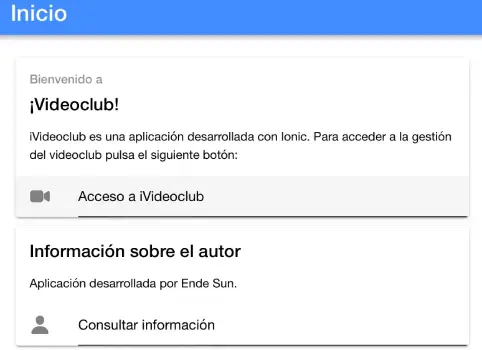 Inicio
Bienvenido a
¡Videoclub!
iVideoclub es una aplicación desarrollada con Ionic. Para acceder a la gestión
del videoclub pulsa el siguiente botón:
Acceso a iVideoclub
Información sobre el autor
Aplicación desarrollada por Ende Sun.
Consultar información